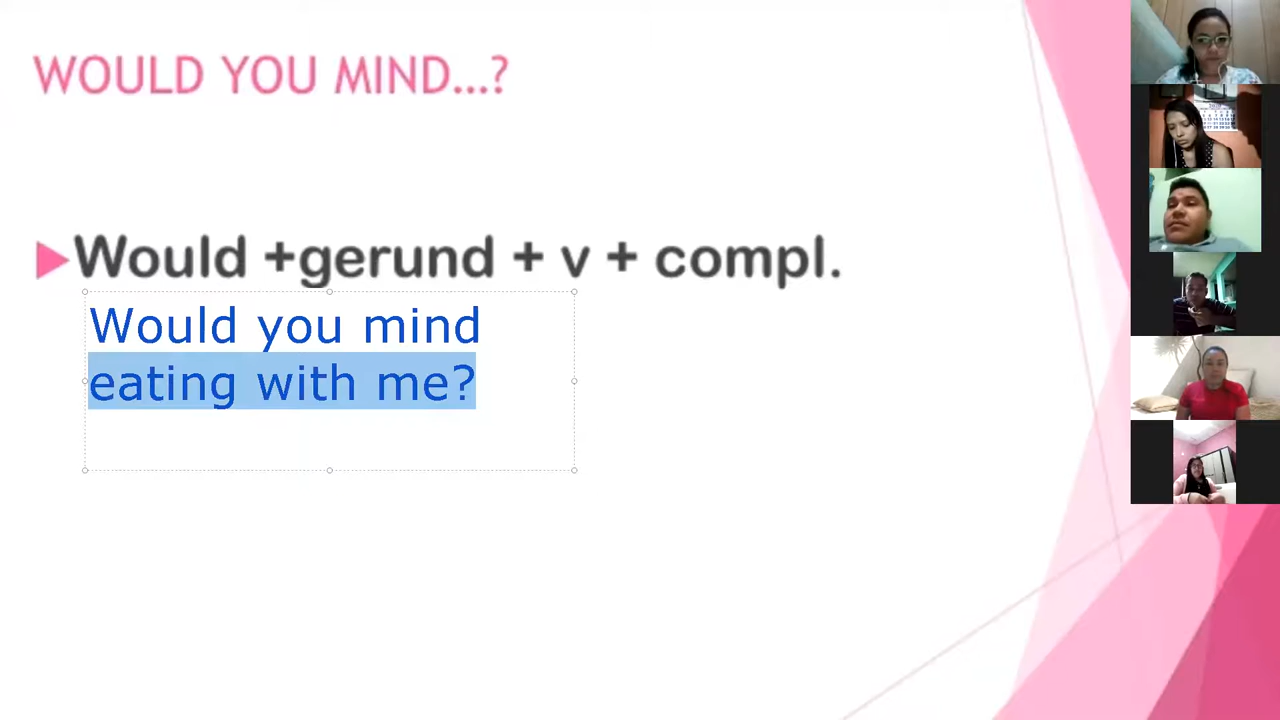 WOULD YOU MIND...?
Would +gerund + v + compl.
Would you mind
eating with me?